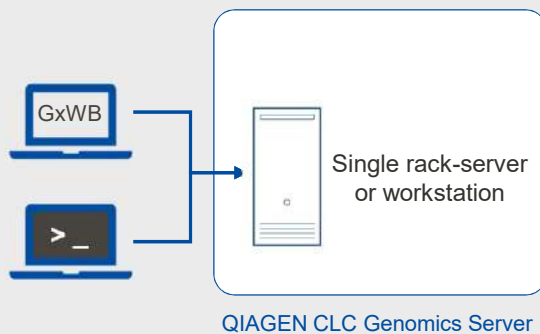 GxWB
> _
Single rack-server
or workstation
QIAGEN CLC Genomics Server